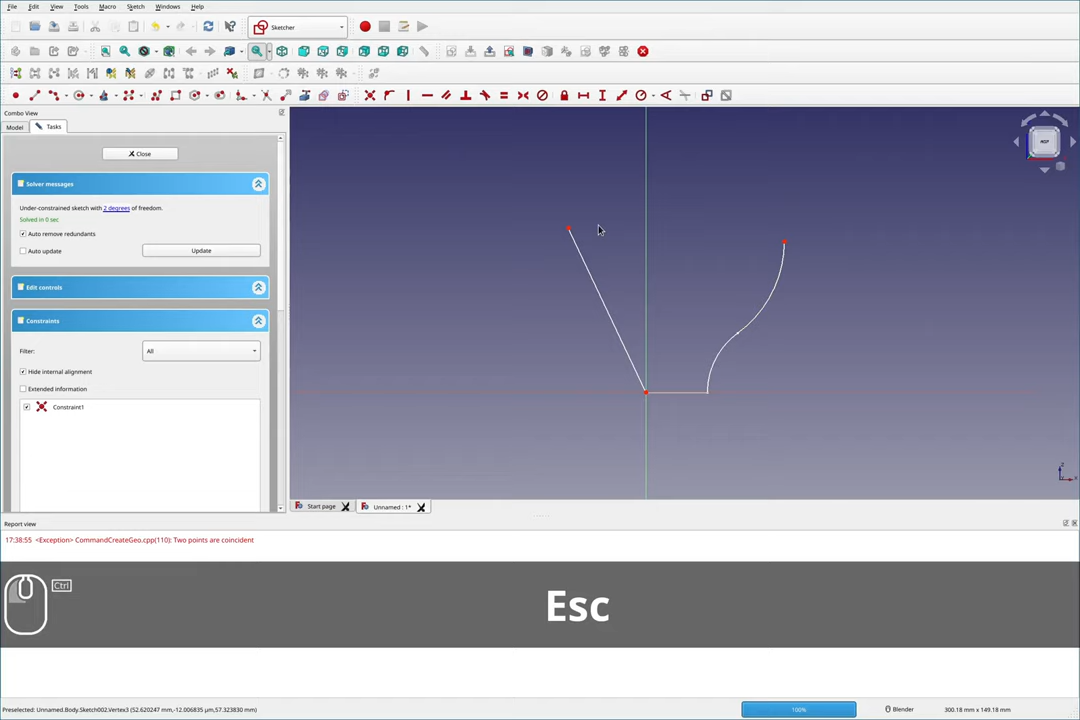 File Edit View Tools Macro Sketch Windows Help
Sketcher
Combo View
Model Tasks
Close
Solver messages
Under-constrained sketch with 2 degrees of freedom.
Solved in 0 sec
Auto remove redundants
Auto update Update
Edit controls
Constraints
Filter: All
Hide internal alignment
Extended information
Constraint1
Start page Unnamed : 1*
Report view
17:38:55 <Exception> CommandCreateGeo.cpp(110): Two points are coincident
Ctrl
Esc
Preselected: Unnamed.Body.Sketch002.Vertex3 (52.620247 mm,-12.006835 µm,57.323830 mm) 100% Blender 300.18 mm x 149.18 mm